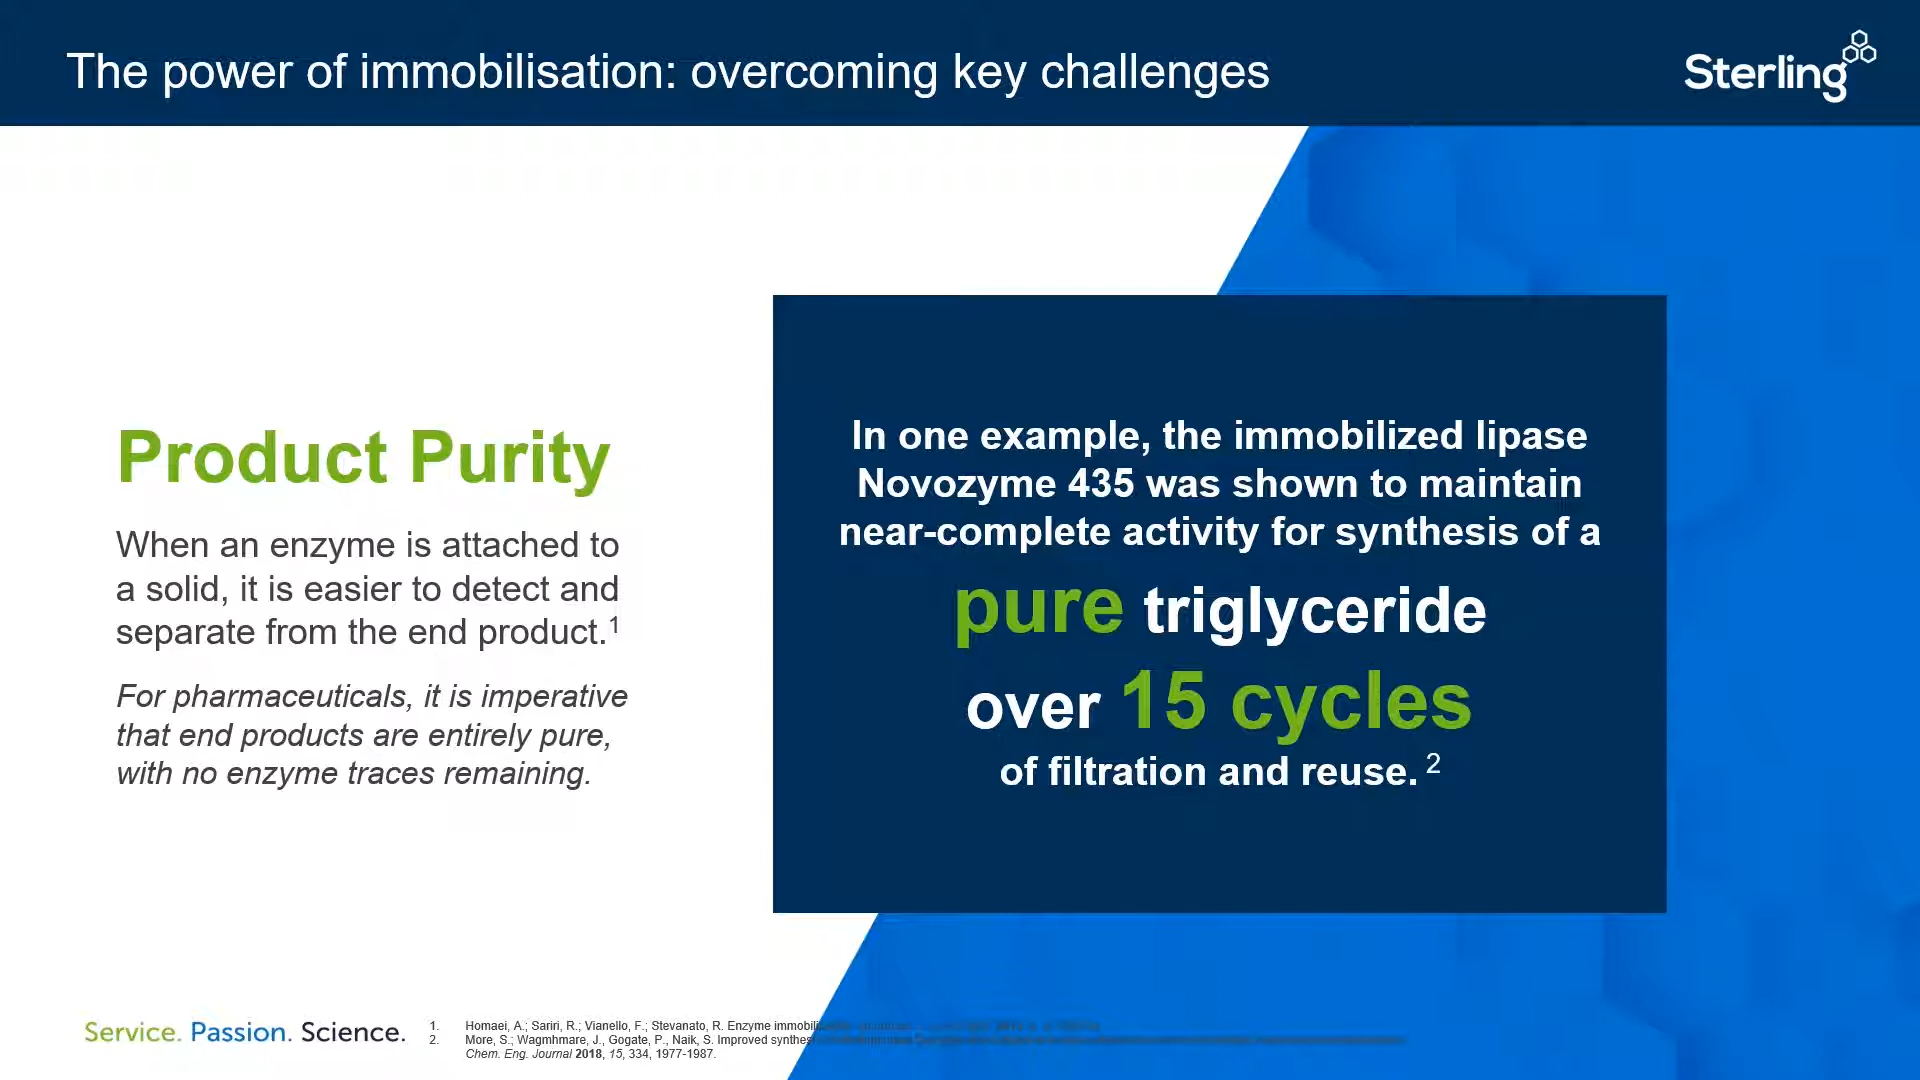 The power of immobilisation: overcoming key challenges
Sterling
Product Purity
When an enzyme is attached to
a solid, it is easier to detect and
separate from the end product.1
For pharmaceuticals, it is imperative
that end products are entirely pure,
with no enzyme traces remaining.
In one example, the immobilized lipase
Novozyme 435 was shown to maintain
near-complete activity for synthesis of a
pure triglyceride
over 15 cycles
of filtration and reuse. 2
Service. Passion. Science.
1. Homaei, A.; Sariri, R.; Vianello, F.; Stevanato, R. Enzyme
2. More, S.; Wagmhmare, J., Gogate, P., Naik, S. Improved
Chem. Eng. Journal 2018, 15, 334, 1977-1987.